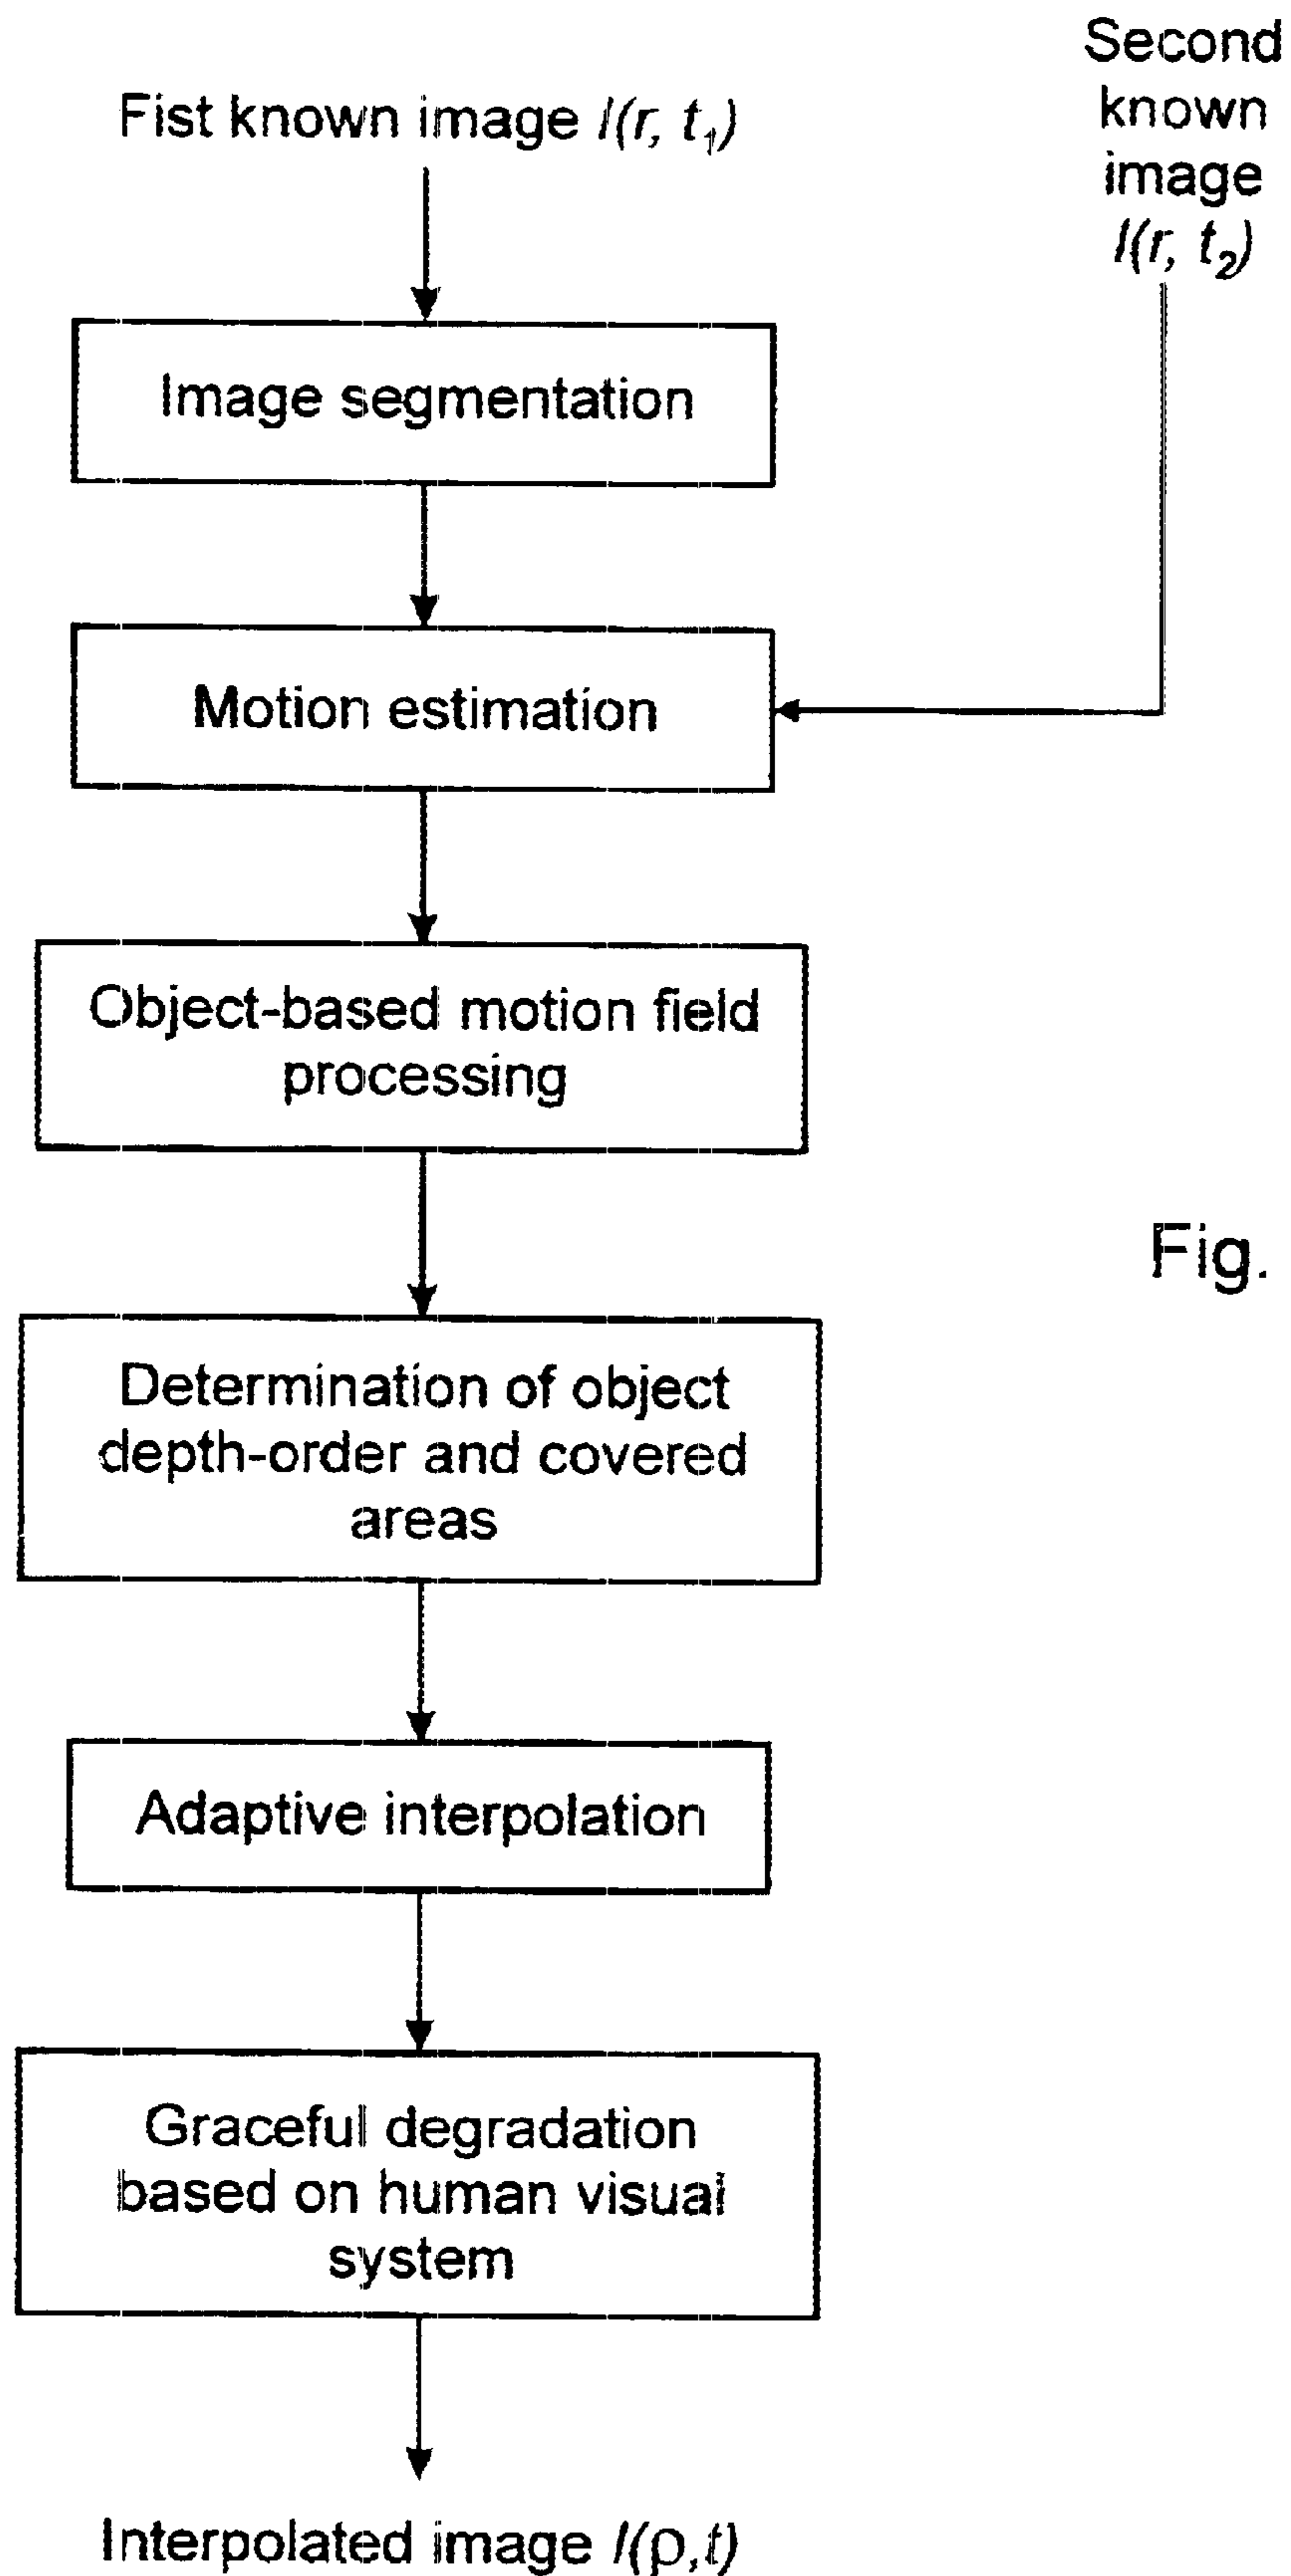 Fist known image I(r, t₁)
Second
known
image
I(r, t₂)
Image segmentation
Motion estimation
Object-based motion field
processing
Determination of object
depth-order and covered
areas
Adaptive interpolation
Graceful degradation
based on human visual
system
Interpolated image I(ρ,t)
Fig.